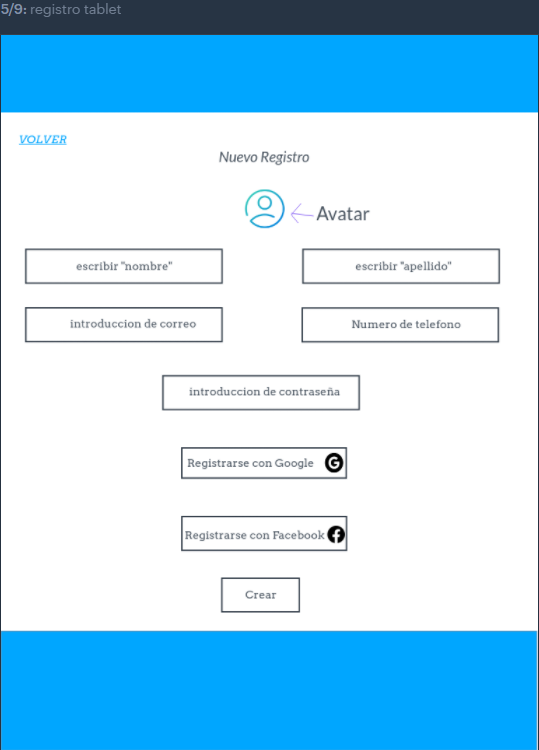 5/9: registro tablet
VOLVER
Nuevo Registro
Avatar
escribir "nombre"
escribir "apellido"
introduccion de correo
Numero de telefono
introduccion de contraseña
Registrarse con Google
Registrarse con Facebook
Crear